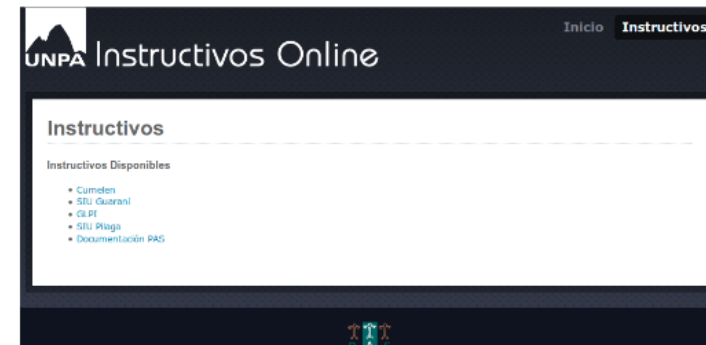 Inicio Instructivos
UNPA Instructivos Online
Instructivos
Instructivos Disponibles
Cumelen
SIU Guarani
GLPI
SIU Pilaga
Documentación PAS